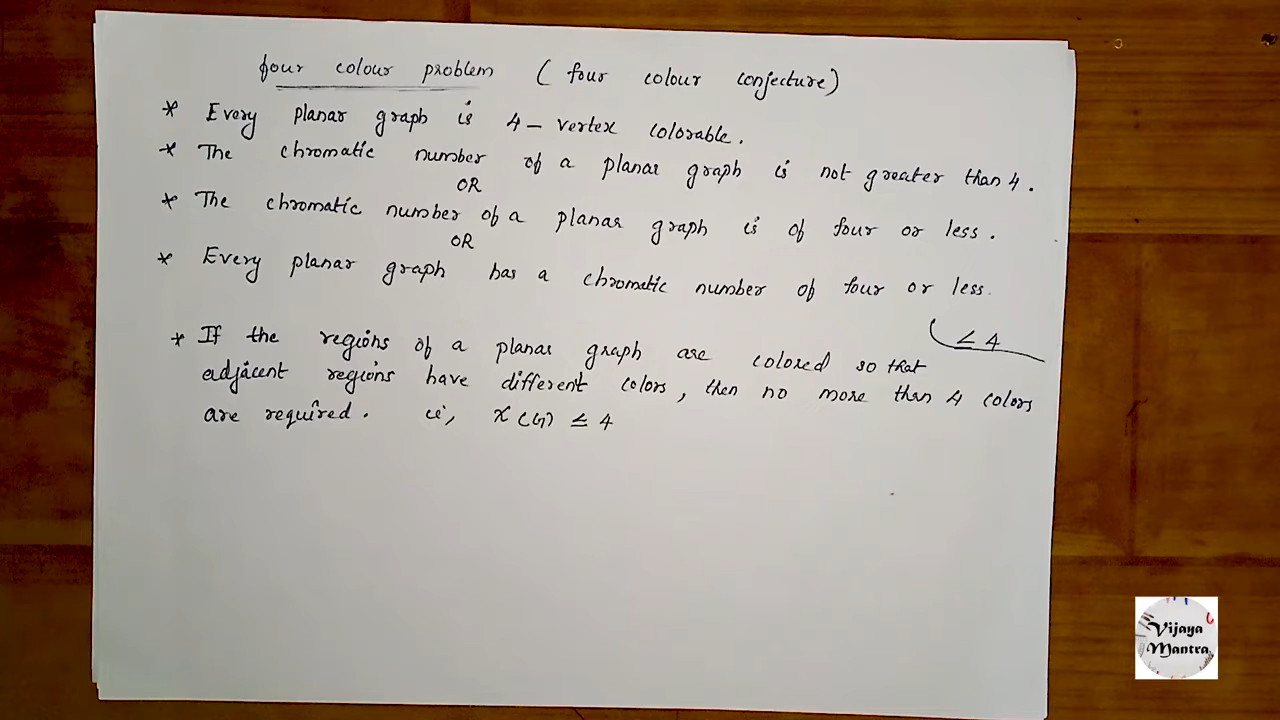 four colour problem ( four colour conjecture)
* Every planar graph is 4 - vertex colorable.
* The chromatic number of a planar graph is not greater than 4.
OR
* The chromatic number of a planar graph is of four or less.
OR
* Every planar graph has a chromatic number of four or less.
≤ 4
* If the regions of a planar graph are colored so that
adjacent regions have different colors, then no more than 4 colors
are required. ie, χ(G) ≤ 4
Vijaya
Mantra